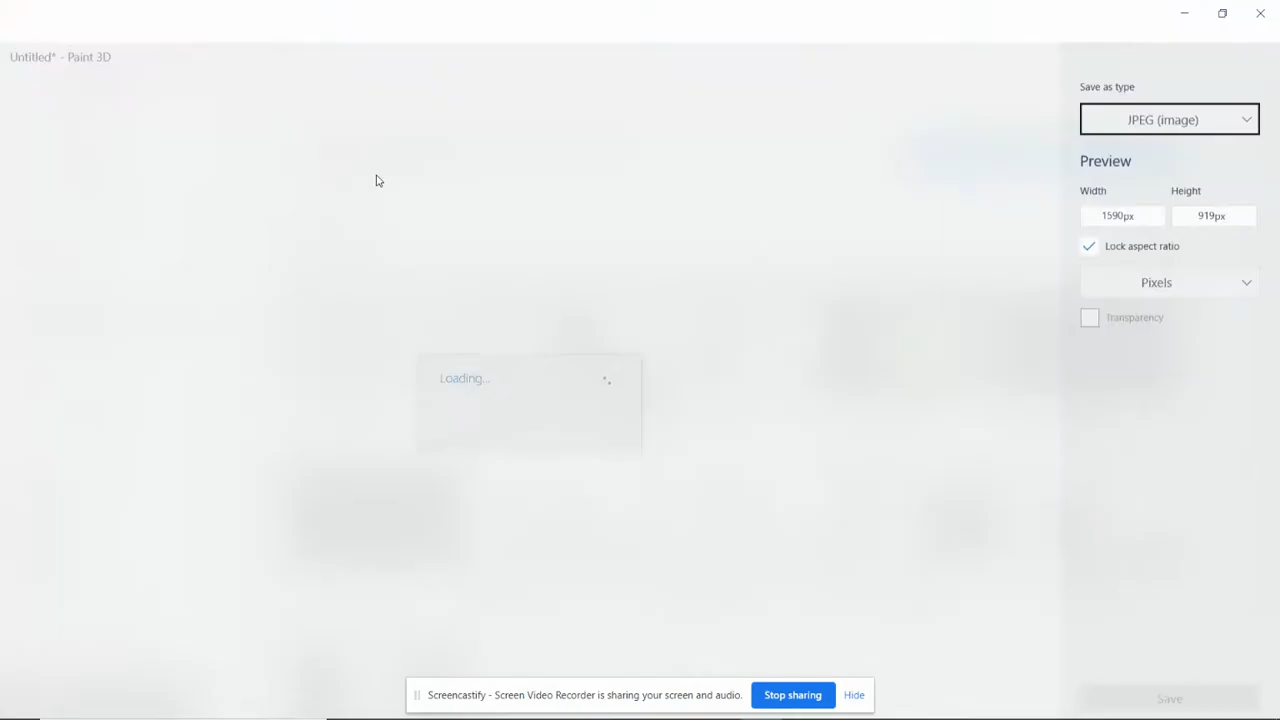 Untitled* - Paint 3D
Save as type
JPEG (image)
Preview
Width Height
1590px 919px
Lock aspect ratio
Pixels
Transparency
Loading...
Screencastify - Screen Video Recorder is sharing your screen and audio. Stop sharing Hide
Save